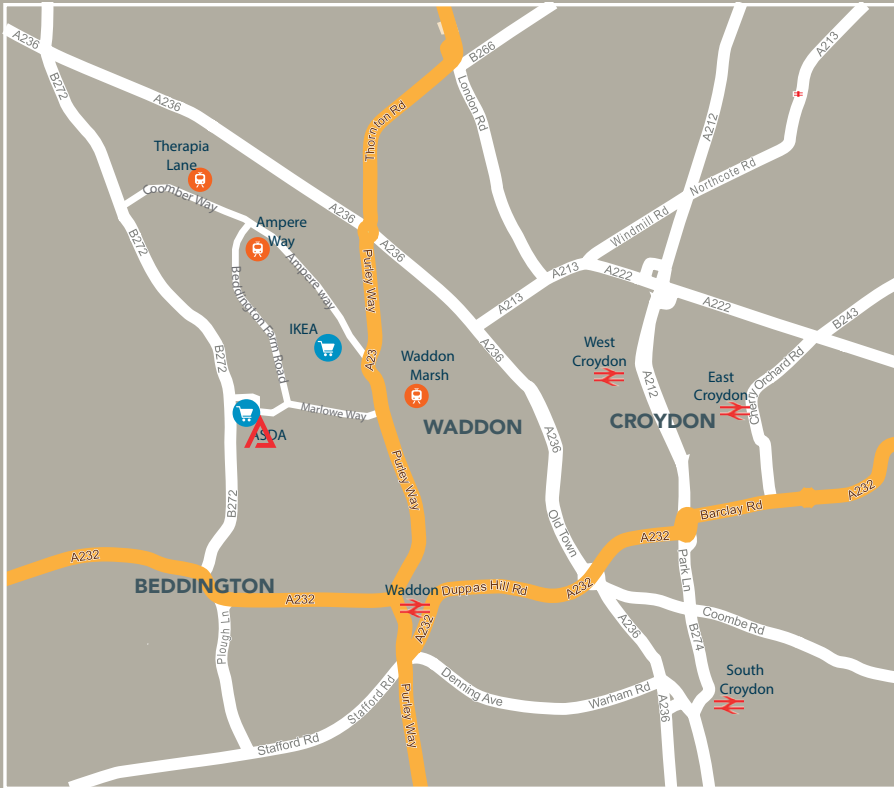 A236
B266
A213
B272
A236
London Rd
Thornton Rd
A212
Therapia
Lane
Northcote Rd
Coomber Way
A236
Windmill Rd
Ampere
Way
B272
A236
Ampere way
Purley Way
A213
A222
Beddington Farm Road
A213
A222
B243
IKEA
A236
West
Croydon
B272
A23
Waddon
Marsh
Cherry Orchard Rd
A212
East
Croydon
Marlowe Way
WADDON
CROYDON
ASDA
A236
Purley Way
B272
A232
Barclay Rd
Old Town
A232
A232
Park Ln
BEDDINGTON
Waddon
Duppas Hill Rd
A232
A232
A232
Coombe Rd
A236
B274
Plough Ln
South
Croydon
Denning Ave
Warham Rd
Stafford Rd
Purley Way
A236
Stafford Rd